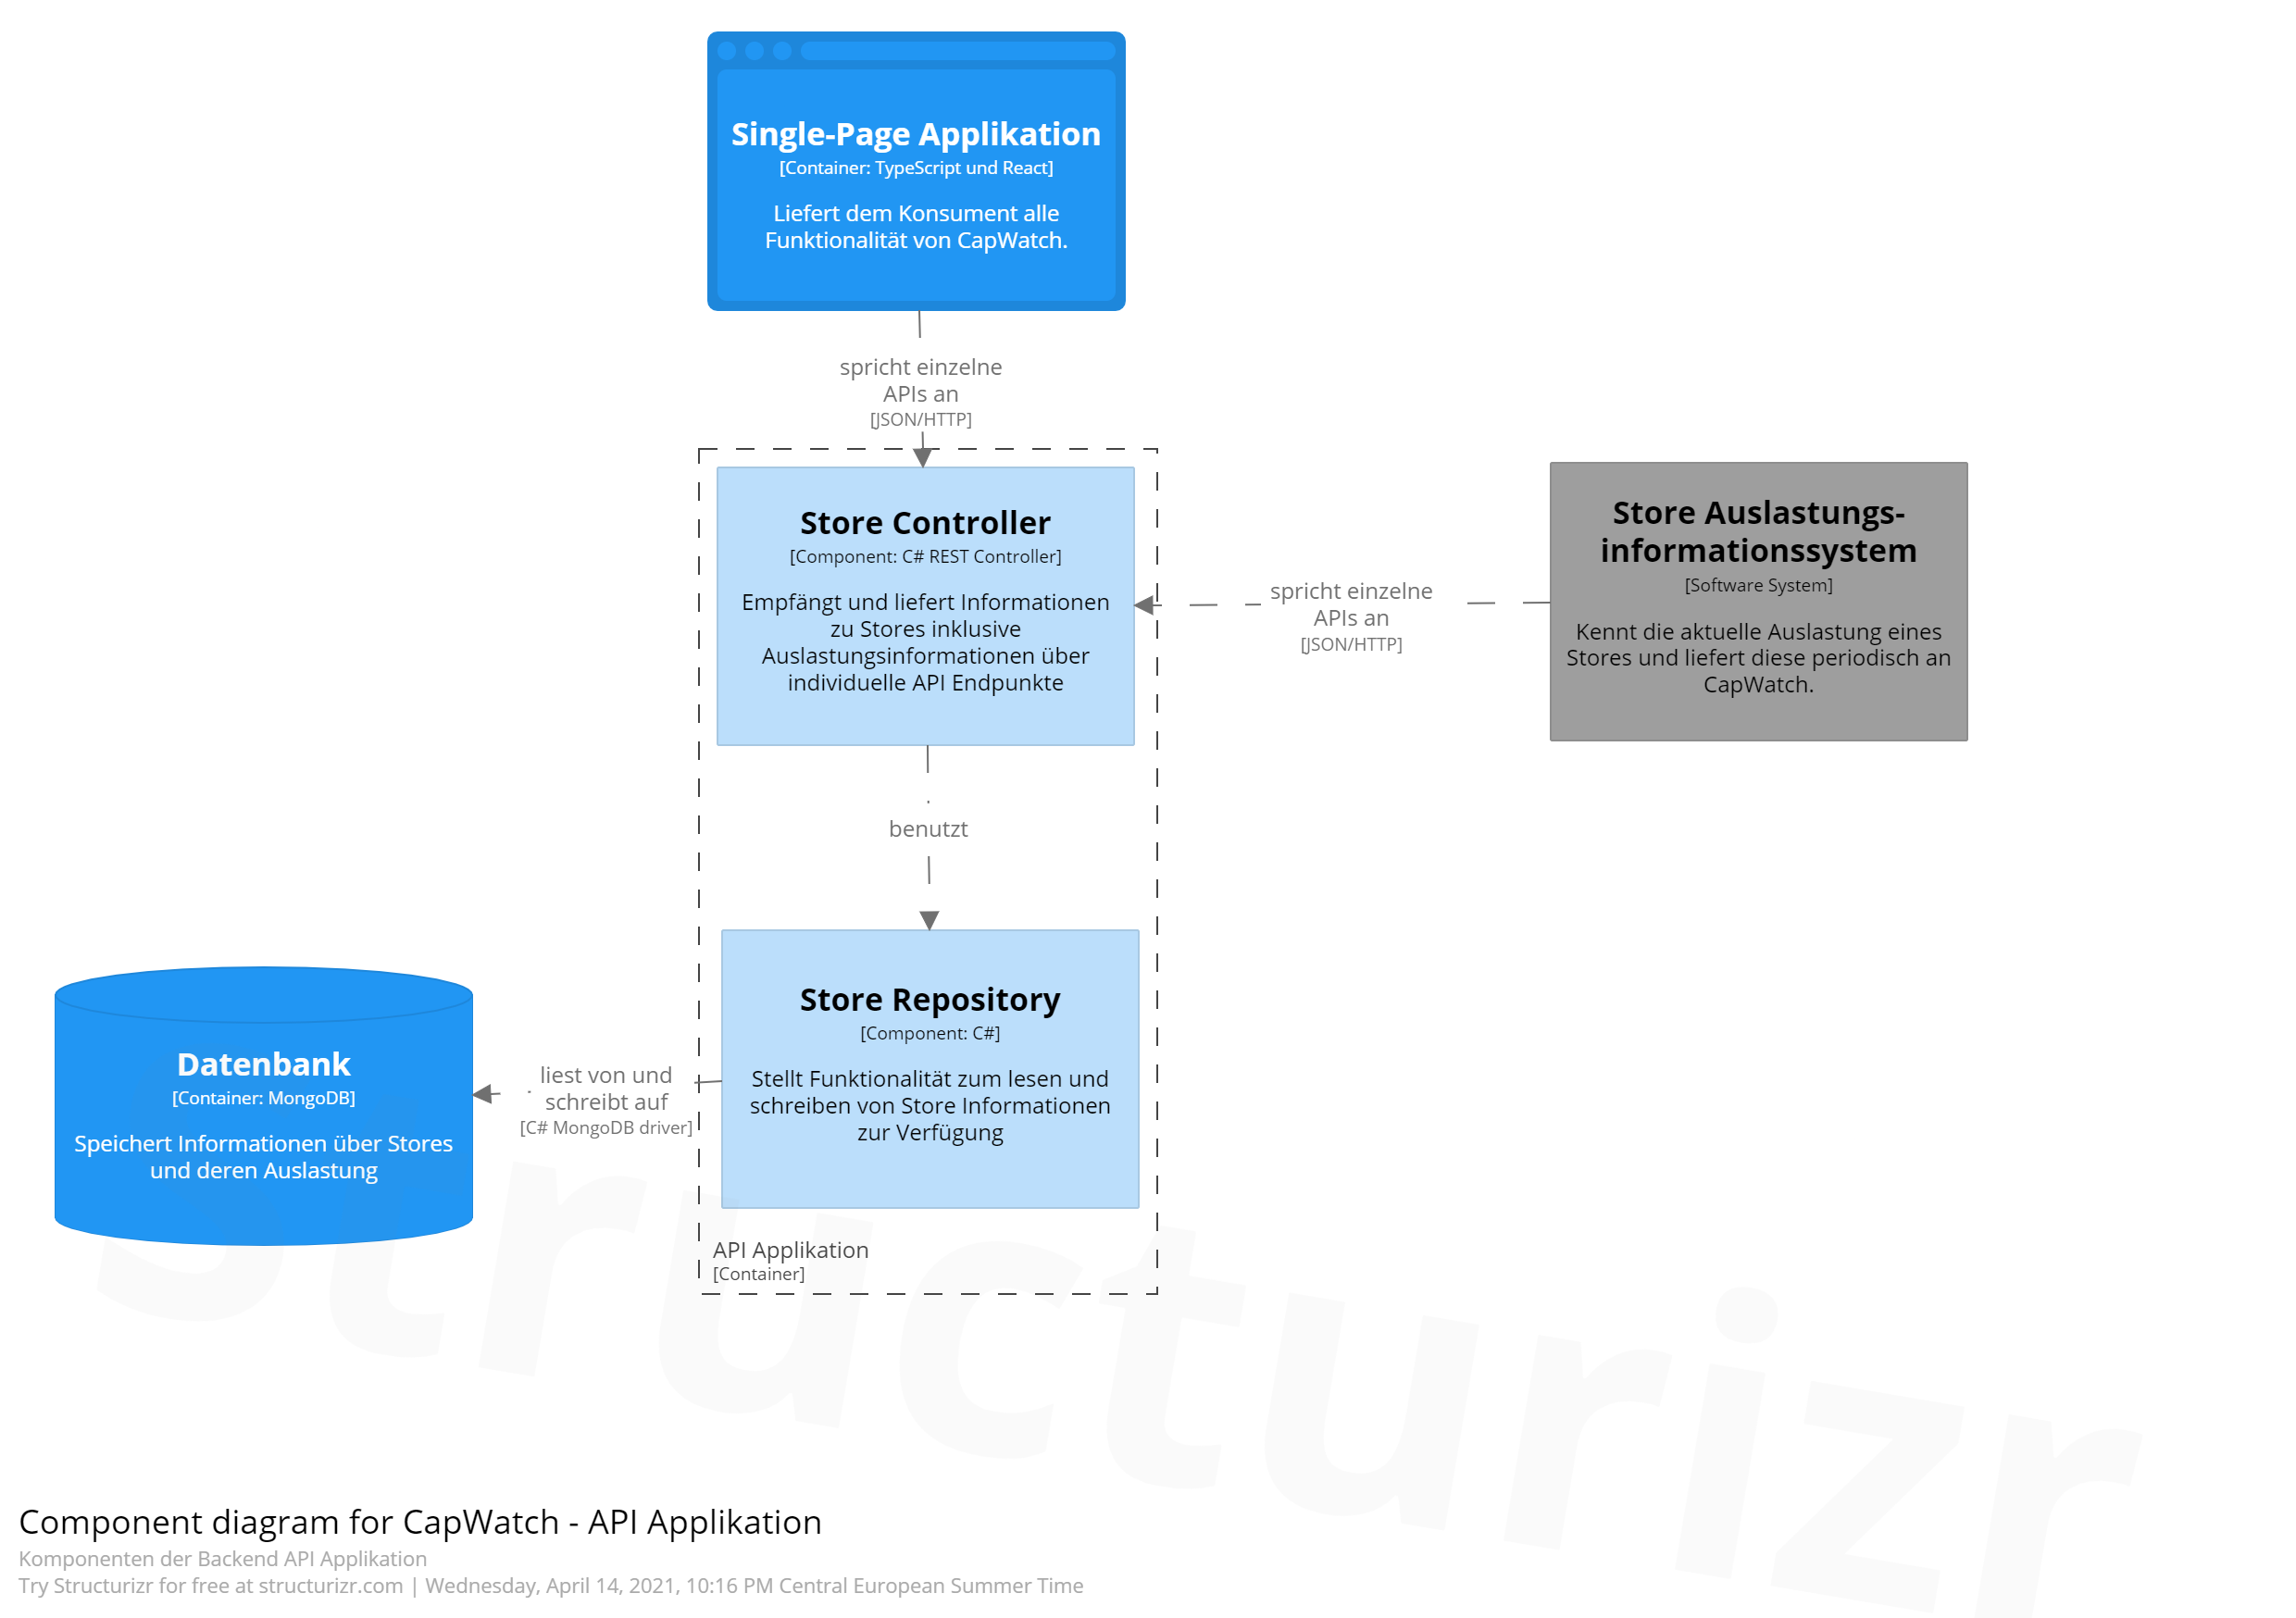 Single-Page Applikation
[Container: TypeScript und React]
Liefert dem Konsument alle
Funktionalität von CapWatch.
spricht einzelne
APIs an
[JSON/HTTP]
Store Controller
[Component: C# REST Controller]
Empfängt und liefert Informationen
zu Stores inklusive
Auslastungsinformationen über
individuelle API Endpunkte
spricht einzelne
APIs an
[JSON/HTTP]
Store Auslastungs-
informationssystem
[Software System]
Kennt die aktuelle Auslastung eines
Stores und liefert diese periodisch an
CapWatch.
benutzt
Store Repository
[Component: C#]
Stellt Funktionalität zum lesen und
schreiben von Store Informationen
zur Verfügung
liest von und
schreibt auf
[C# MongoDB driver]
Datenbank
[Container: MongoDB]
Speichert Informationen über Stores
und deren Auslastung
API Applikation
[Container]
Structurizr
Component diagram for CapWatch - API Applikation
Komponenten der Backend API Applikation
Try Structurizr for free at structurizr.com | Wednesday, April 14, 2021, 10:16 PM Central European Summer Time